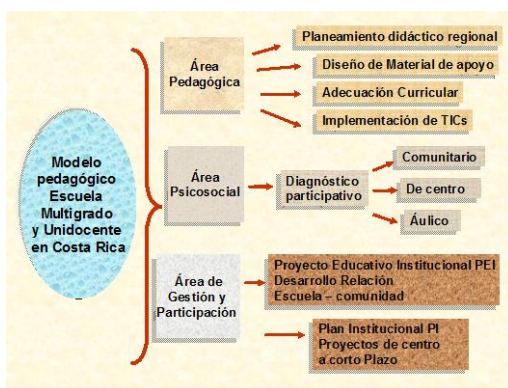 Modelo
pedagógico
Escuela
Multigrado
y Unidocente
en Costa Rica
Área
Pedagógica
Planeamiento didáctico regional
Diseño de Material de apoyo
Adecuación Curricular
Implementación de TICs
Área
Psicosocial
Diagnóstico
participativo
Comunitario
De centro
Áulico
Área de
Gestión y
Participación
Proyecto Educativo Institucional PEI
Desarrollo Relación
Escuela – comunidad
Plan Institucional PI
Proyectos de centro
a corto Plazo